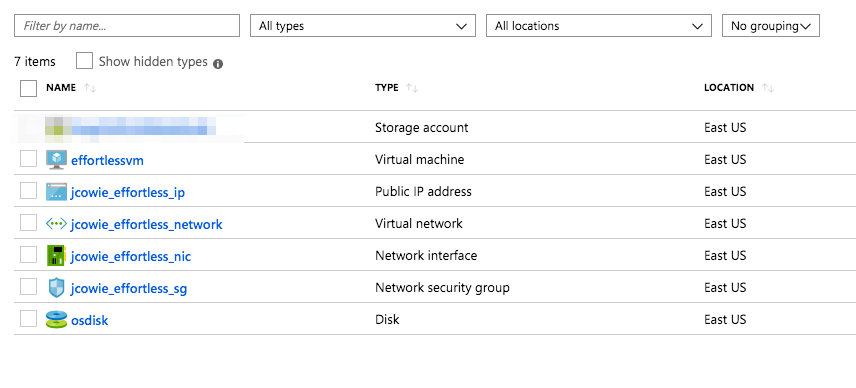 Filter by name... All types All locations No grouping
7 items Show hidden types
NAME TYPE LOCATION
Storage account East US
effortlessvm Virtual machine East US
jcowie_effortless_ip Public IP address East US
jcowie_effortless_network Virtual network East US
jcowie_effortless_nic Network interface East US
jcowie_effortless_sg Network security group East US
osdisk Disk East US